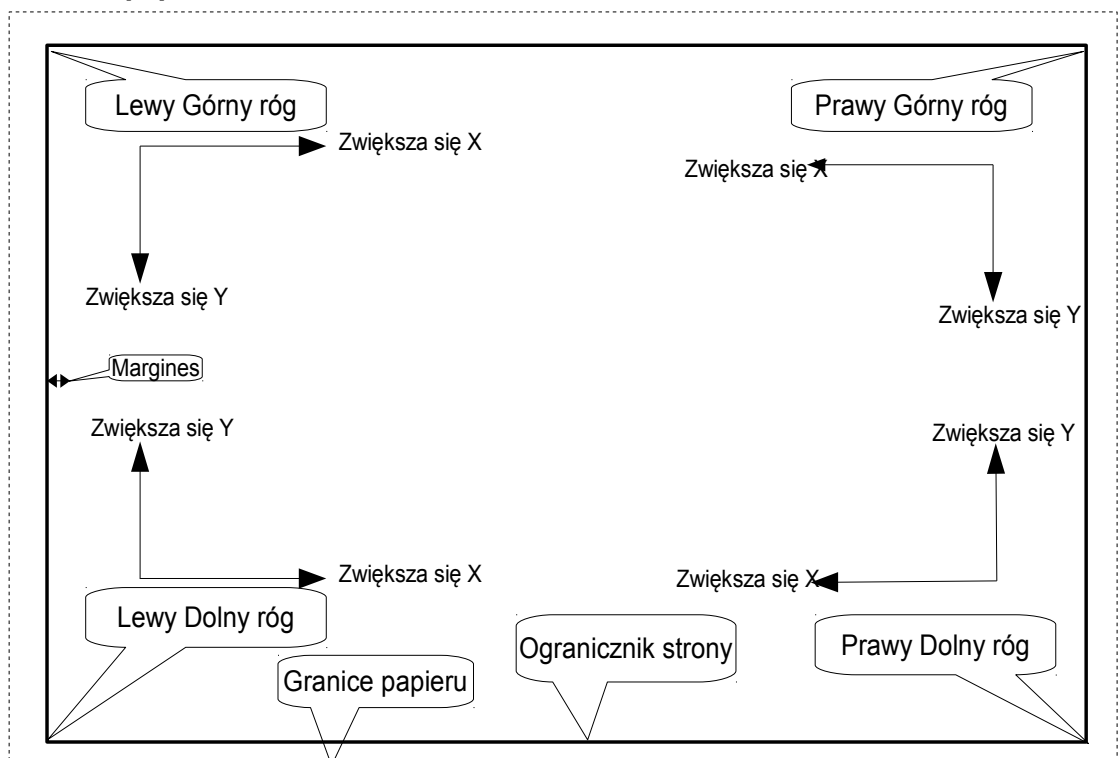 Lewy Górny róg
Prawy Górny róg
Zwiększa się X
Zwiększa się X
Zwiększa się Y
Zwiększa się Y
Margines
Zwiększa się Y
Zwiększa się Y
Zwiększa się X
Zwiększa się X
Lewy Dolny róg
Ogranicznik strony
Prawy Dolny róg
Granice papieru